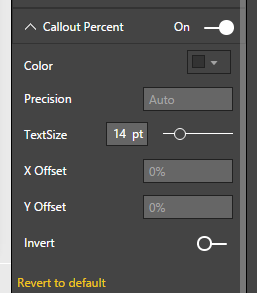 Callout Percent On
Color
Precision Auto
TextSize 14 pt
X Offset 0%
Y Offset 0%
Invert
Revert to default